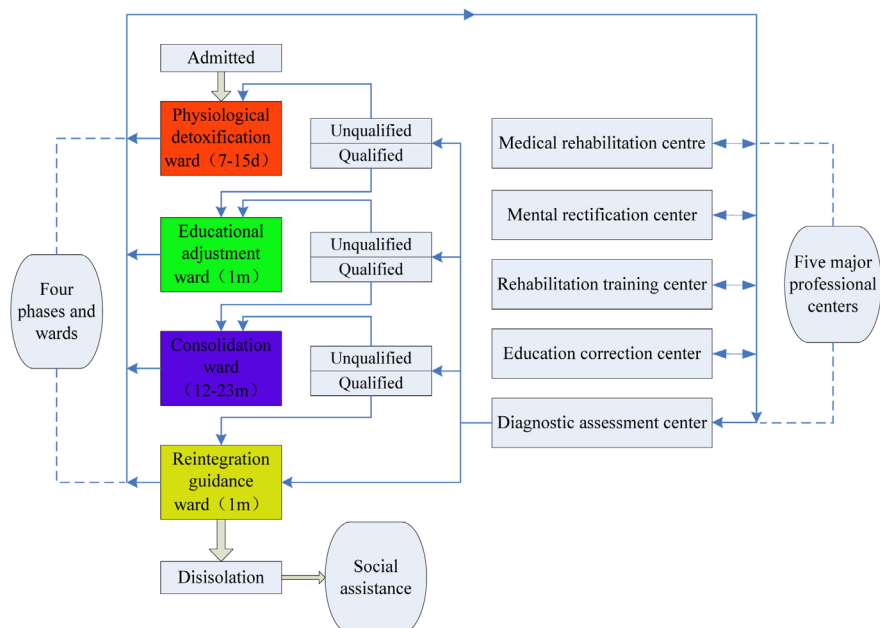 Admitted
Physiological
detoxification
ward（7-15d）
Unqualified
Qualified
Educational
adjustment
ward（1m）
Unqualified
Qualified
Consolidation
ward
(12-23m）
Unqualified
Qualified
Reintegration
guidance
ward（1m）
Disisolation
Social
assistance
Four
phases and
wards
Medical rehabilitation centre
Mental rectification center
Rehabilitation training center
Education correction center
Diagnostic assessment center
Five major
professional
centers